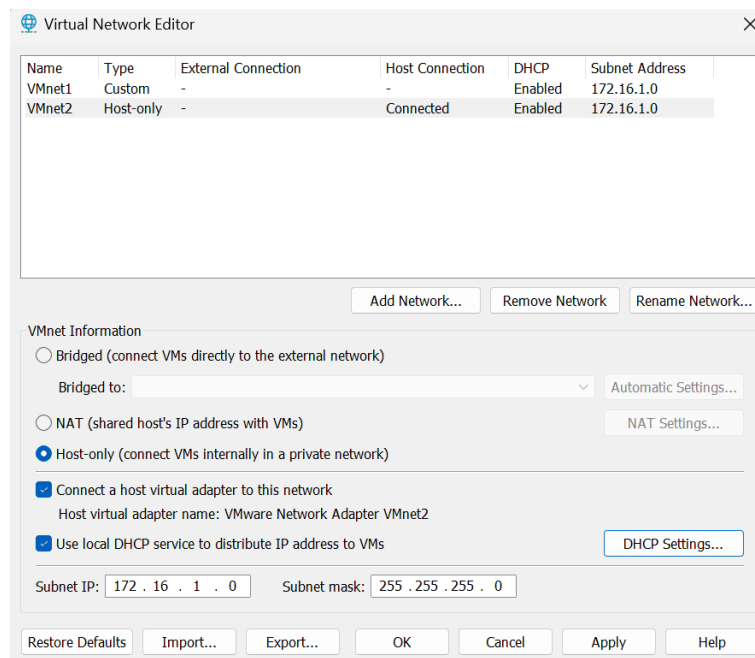 Virtual Network Editor
Name Type External Connection Host Connection DHCP Subnet Address
VMnet1 Custom - - Enabled 172.16.1.0
VMnet2 Host-only - Connected Enabled 172.16.1.0
Add Network... Remove Network Rename Network...
VMnet Information
Bridged (connect VMs directly to the external network)
Bridged to: Automatic Settings...
NAT (shared host's IP address with VMs) NAT Settings...
Host-only (connect VMs internally in a private network)
Connect a host virtual adapter to this network
Host virtual adapter name: VMware Network Adapter VMnet2
Use local DHCP service to distribute IP address to VMs DHCP Settings...
Subnet IP: 172 . 16 . 1 . 0 Subnet mask: 255 . 255 . 255 . 0
Restore Defaults Import... Export... OK Cancel Apply Help